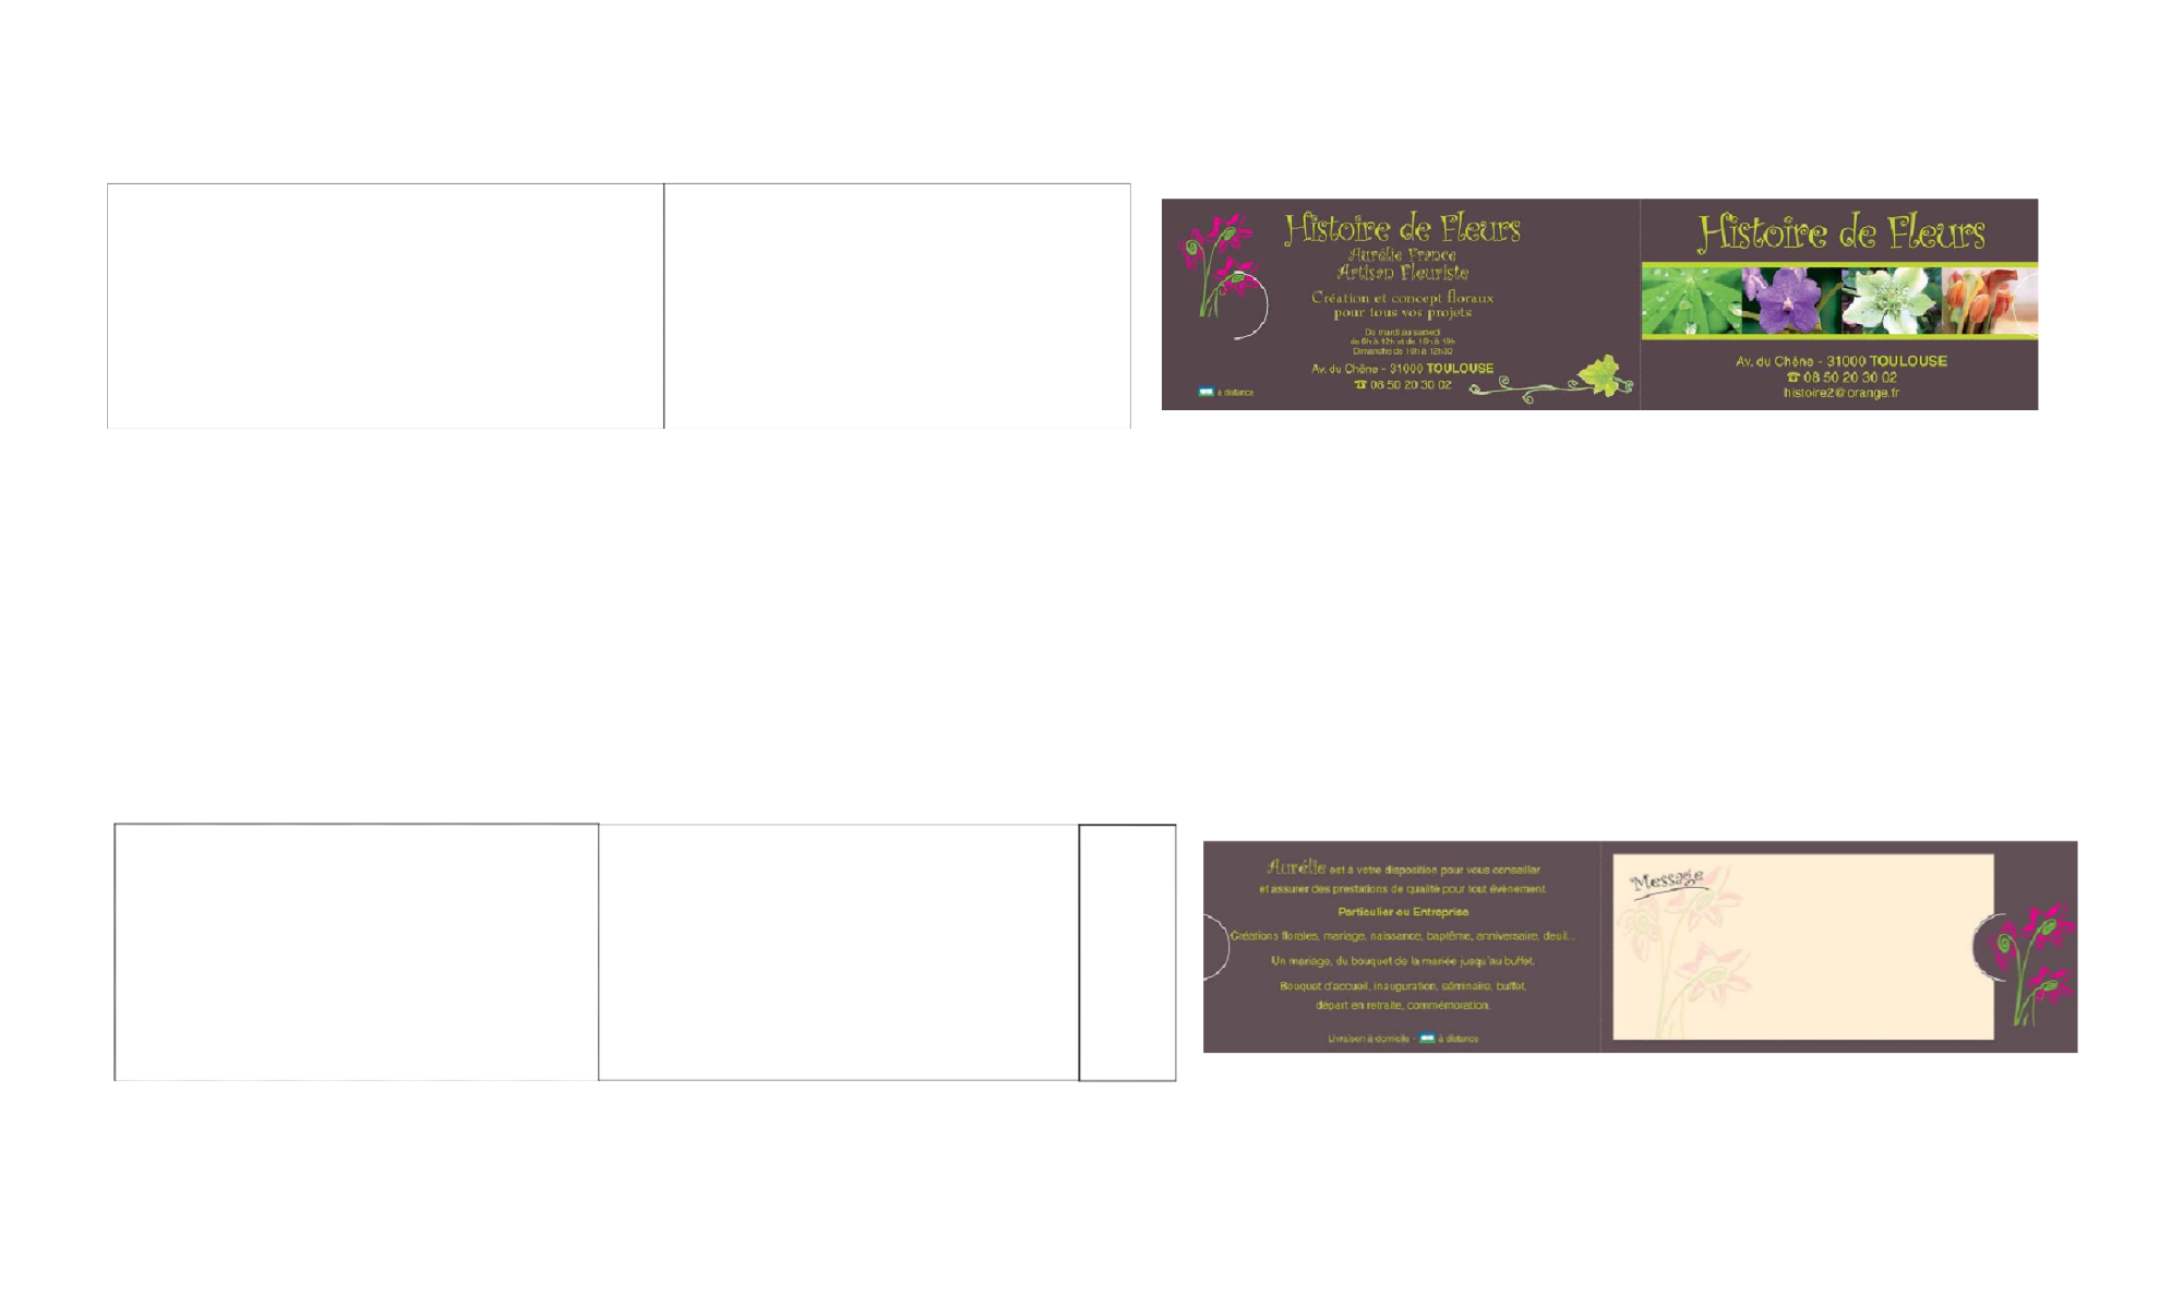 Histoire de Fleurs
Aurélie France
Artisan Fleuriste
Création et concept floraux
pour tous vos projets
Du mardi au samedi
de 9h à 12h et de 15h à 19h
Dimanche de 10h à 12h30
Av. du Chêne - 31000 TOULOUSE
☎ 08 50 20 30 02
à distance
Histoire de Fleurs
Av. du Chêne - 31000 TOULOUSE
☎ 08 50 20 30 02
histoire2@orange.fr
Aurélie est à votre disposition pour vous conseiller
et assurer des prestations de qualité pour tout évènement.
Particulier ou Entreprise
Créations florales, mariage, naissance, baptême, anniversaire, deuil...
Un mariage, du bouquet de la mariée jusqu'au buffet.
Bouquet d'accueil, inauguration, séminaire, buffet,
départ en retraite, commémoration.
Livraison à domicile - à distance
Message